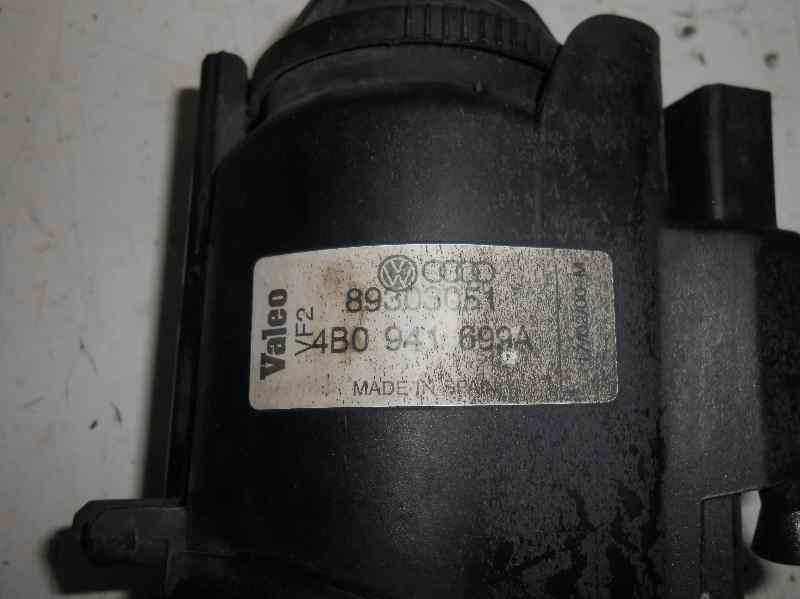 Valeo
VF2
89303051
4B0 941 699A
MADE IN SPAIN